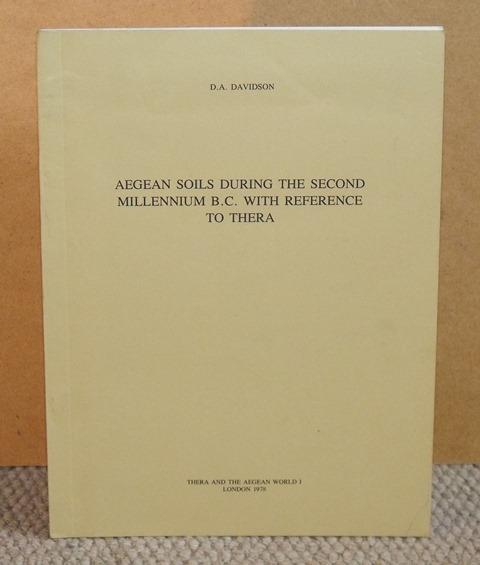 D.A. DAVIDSON
AEGEAN SOILS DURING THE SECOND
MILLENNIUM B.C. WITH REFERENCE
TO THERA
THERA AND THE AEGEAN WORLD I
LONDON 1978